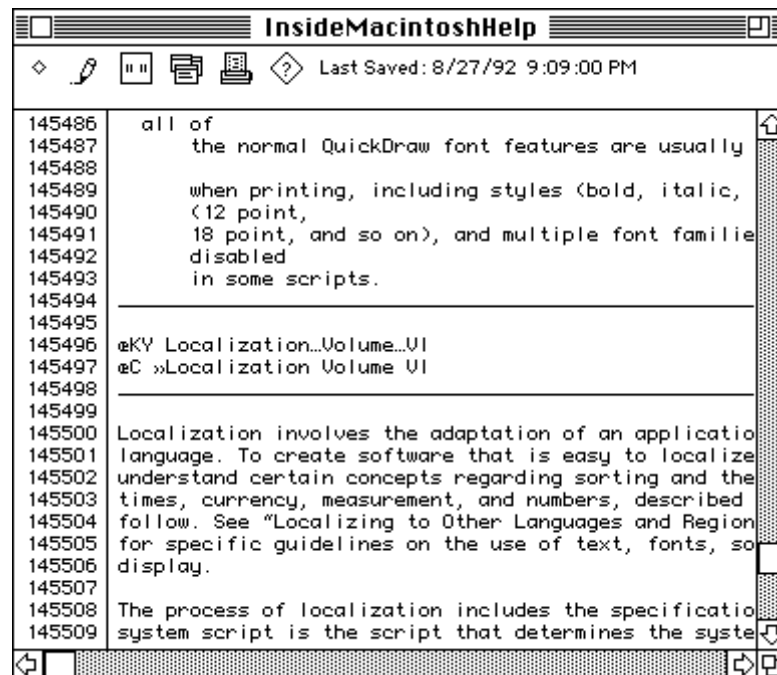 InsideMacintoshHelp
Last Saved: 8/27/92 9:09:00 PM
145486 all of
145487 the normal QuickDraw font features are usually
145488
145489 when printing, including styles (bold, italic,
145490 (12 point,
145491 18 point, and so on), and multiple font familie
145492 disabled
145493 in some scripts.
145494
145495
145496 œKY Localization…Volume…VI
145497 œC »Localization Volume VI
145498
145499
145500 Localization involves the adaptation of an applicatio
145501 language. To create software that is easy to localize
145502 understand certain concepts regarding sorting and the
145503 times, currency, measurement, and numbers, described
145504 follow. See “Localizing to Other Languages and Region
145505 for specific guidelines on the use of text, fonts, so
145506 display.
145507
145508 The process of localization includes the specificatio
145509 system script is the script that determines the syste